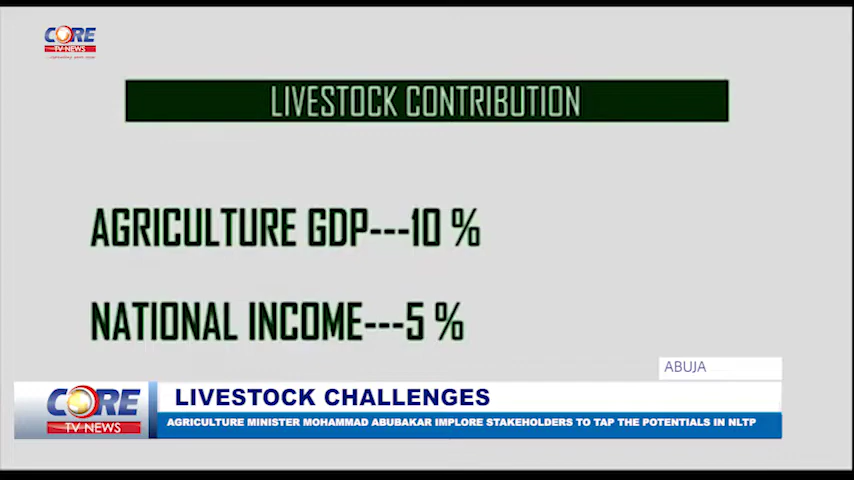 CORE
TV NEWS
LIVESTOCK CONTRIBUTION
AGRICULTURE GDP---10 %
NATIONAL INCOME---5 %
ABUJA
CORE
TV NEWS
LIVESTOCK CHALLENGES
AGRICULTURE MINISTER MOHAMMAD ABUBAKAR IMPLORE STAKEHOLDERS TO TAP THE POTENTIALS IN NLTP